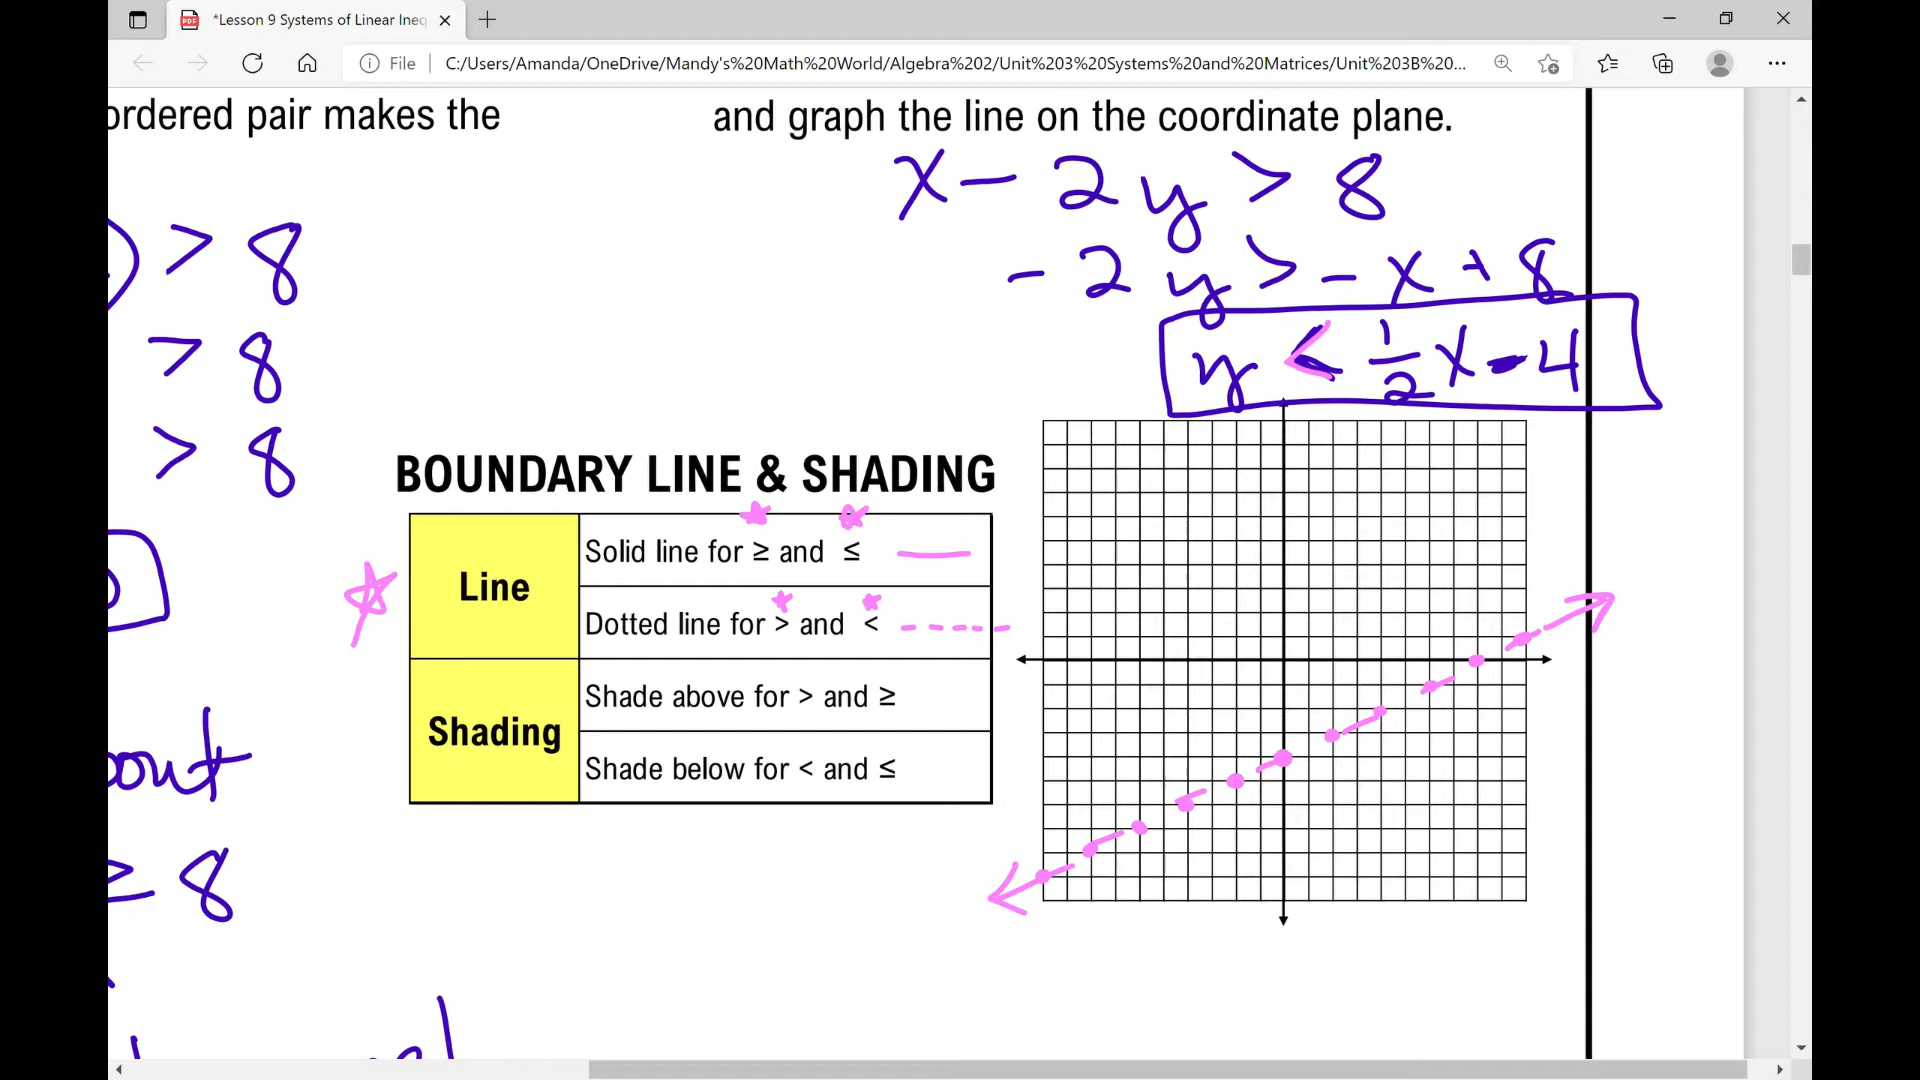 *Lesson 9 Systems of Linear Ineq
File
C:/Users/Amanda/OneDrive/Mandy's%20Math%20World/Algebra%202/Unit%203%20Systems%20and%20Matrices/Unit%203B%20...
ordered pair makes the
and graph the line on the coordinate plane.
x - 2y > 8
-2y > -x + 8
y < 1/2 x - 4
> 8
> 8
> 8
≥ 8
BOUNDARY LINE & SHADING
Line
Solid line for ≥ and ≤
Dotted line for > and <
Shading
Shade above for > and ≥
Shade below for < and ≤